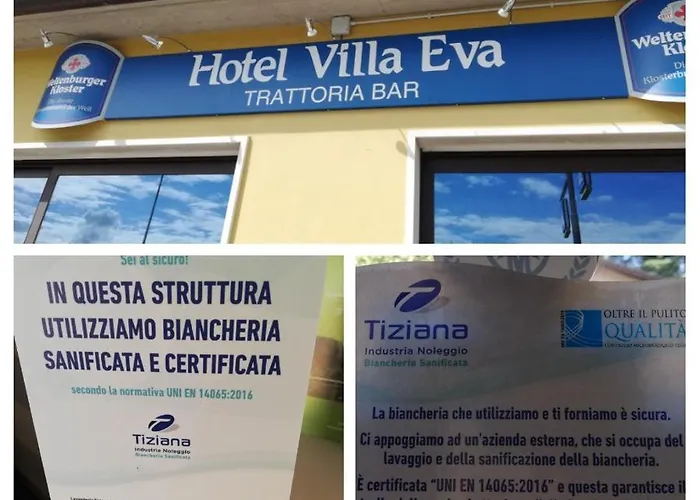 Weltenburger
Kloster
Hotel Villa Eva
TRATTORIA BAR
Weltenbu
Kloster
Klosterb
Sei al sicuro!
IN QUESTA STRUTTURA
UTILIZZIAMO BIANCHERIA
SANIFICATA E CERTIFICATA
secondo la normativa UNI EN 14065:2016
Tiziana
Industria Noleggio
Biancheria Sanificata
Tiziana
Industria Noleggio
Biancheria Sanificata
OLTRE IL PULITO
QUALITÀ
La biancheria che utilizziamo e ti forniamo è sicura.
Ci appoggiamo ad un'azienda esterna, che si occupa del
lavaggio e della sanificazione della biancheria.
È certificata "UNI EN 14065:2016" e questa garantisce il